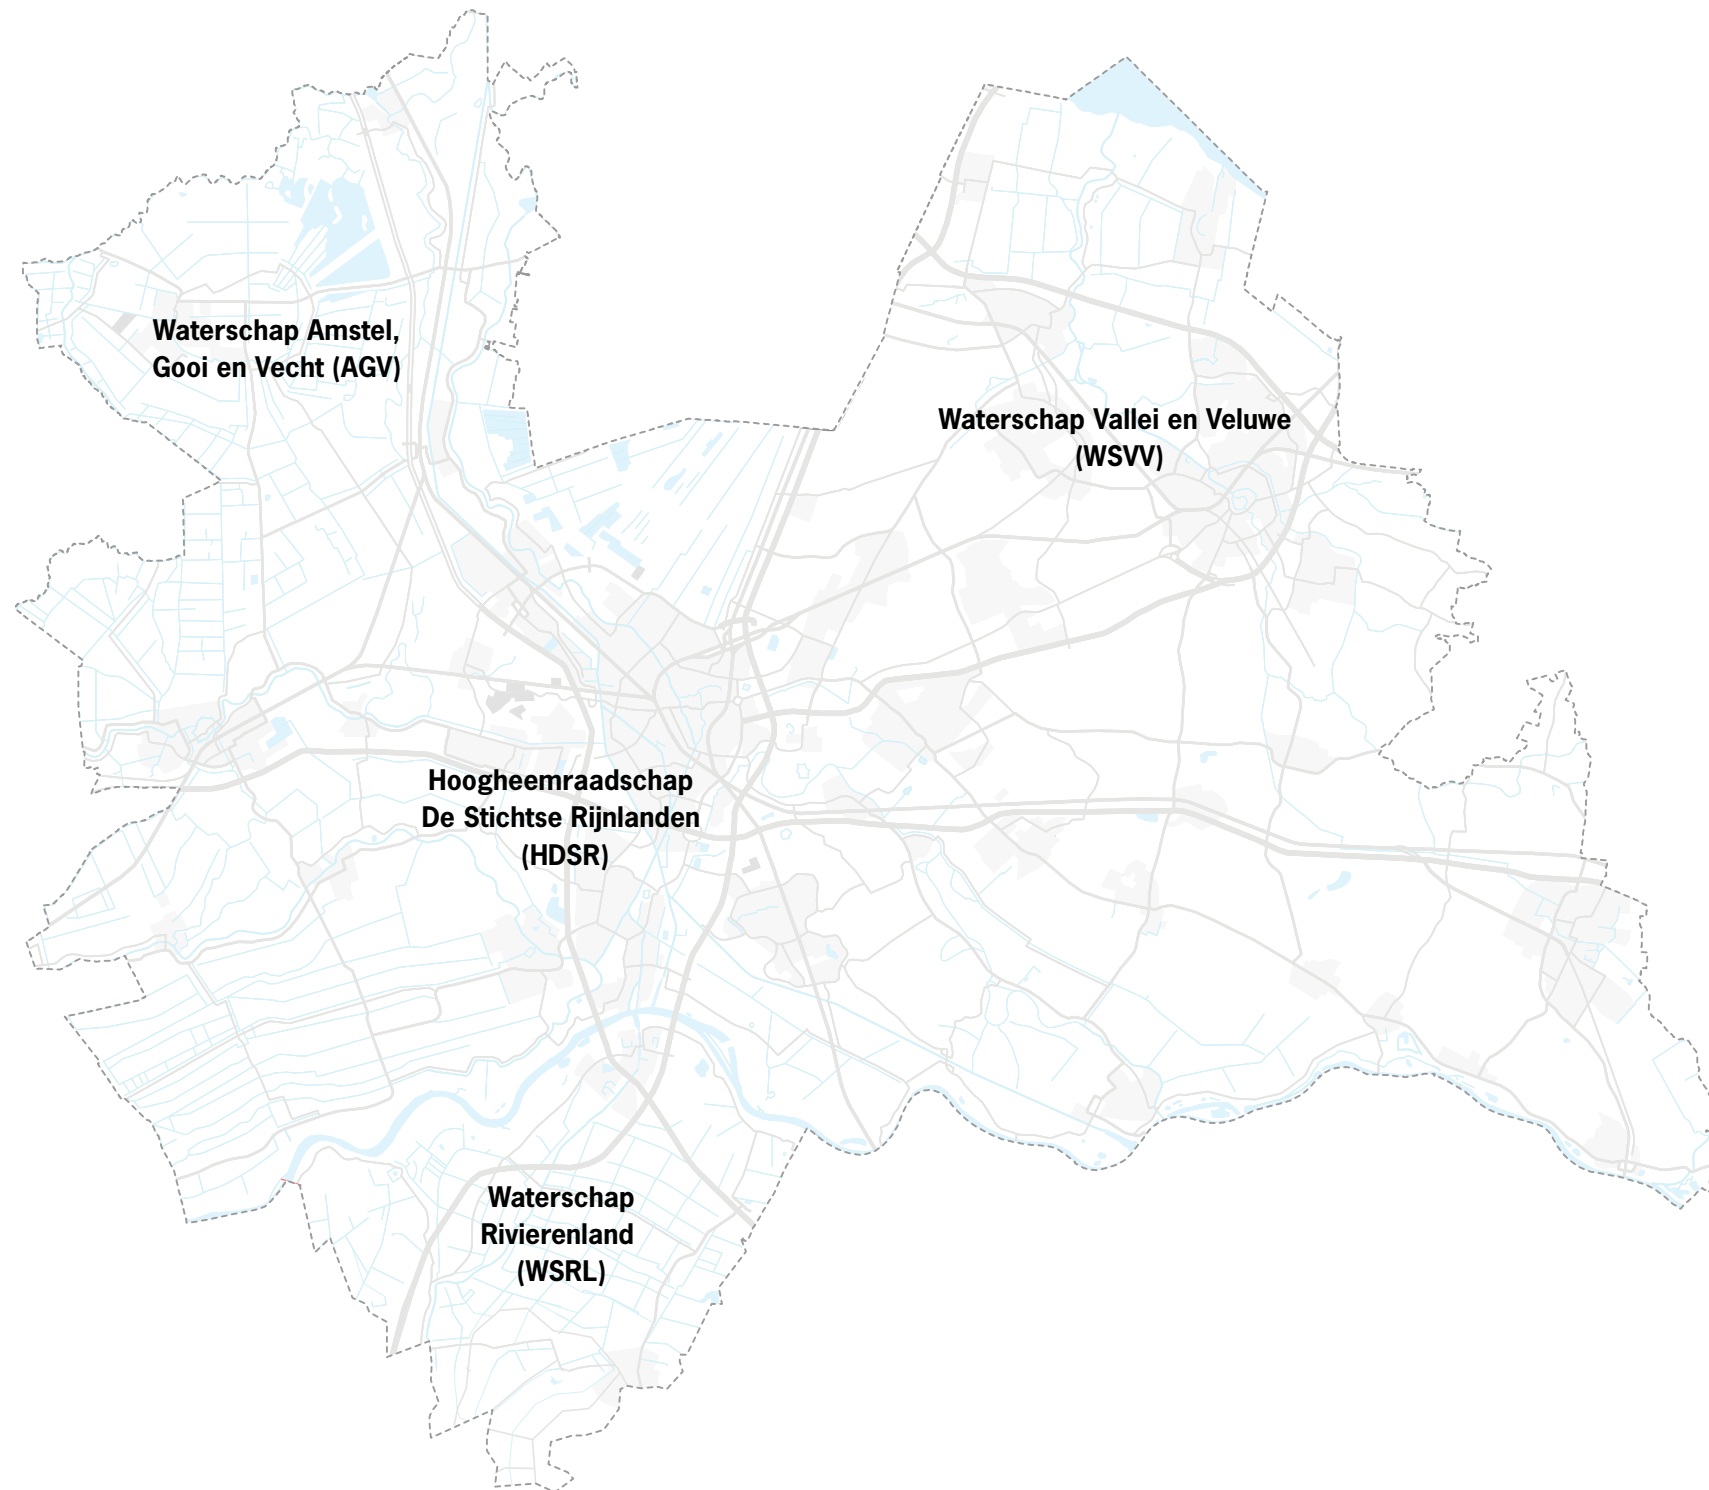 Waterschap Amstel,
Gooi en Vecht (AGV)
Waterschap Vallei en Veluwe
(WSVV)
Hoogheemraadschap
De Stichtse Rijnlanden
(HDSR)
Waterschap
Rivierenland
(WSRL)